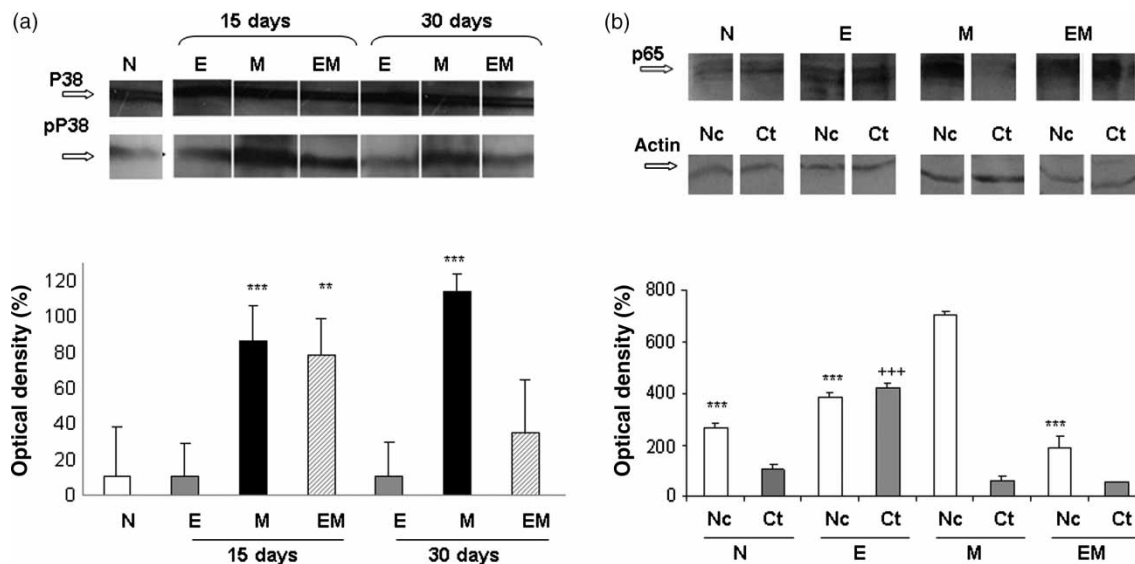 (a)
15 days 30 days
N E M EM E M EM
P38
pP38
Optical density (%)
120
100
80
60
40
20
0
*** ** ***
N E M EM E M EM
15 days 30 days
(b)
N E M EM
p65
Nc Ct Nc Ct Nc Ct Nc Ct
Actin
Optical density (%)
800
600
400
200
0
*** *** +++ ***
Nc Ct Nc Ct Nc Ct Nc Ct
N E M EM